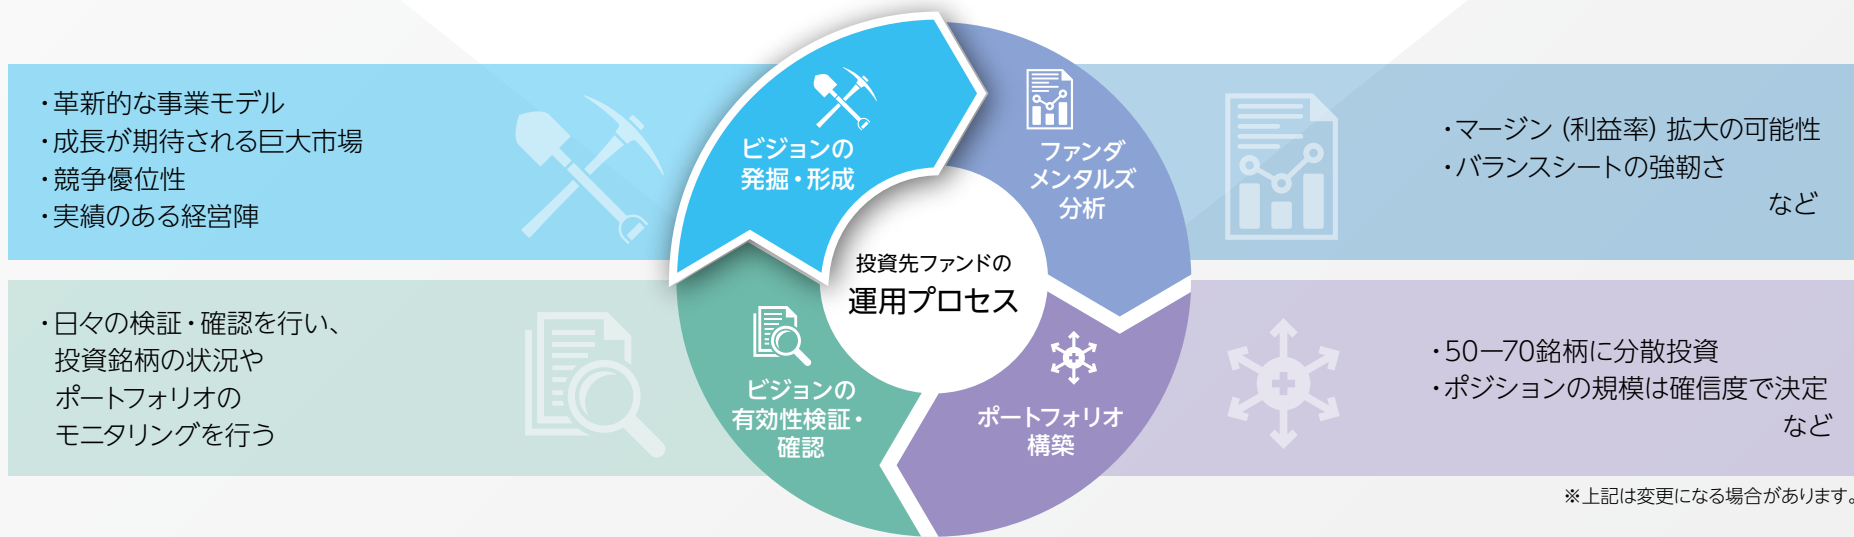 ・革新的な事業モデル
・成長が期待される巨大市場
・競争優位性
・実績のある経営陣
ビジョンの
発掘・形成
ファンダ
メンタルズ
分析
・マージン (利益率) 拡大の可能性
・バランスシートの強靭さ
など
投資先ファンドの
運用プロセス
・日々の検証・確認を行い、
投資銘柄の状況や
ポートフォリオの
モニタリングを行う
ビジョンの
有効性検証・
確認
ポートフォリオ
構築
・50ー70銘柄に分散投資
・ポジションの規模は確信度で決定
など
※上記は変更になる場合があります。